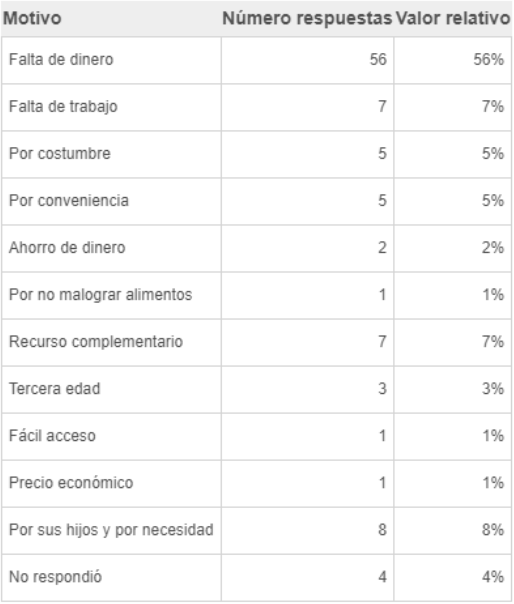 Motivo Número respuestas Valor relativo
Falta de dinero 56 56%
Falta de trabajo 7 7%
Por costumbre 5 5%
Por conveniencia 5 5%
Ahorro de dinero 2 2%
Por no malograr alimentos 1 1%
Recurso complementario 7 7%
Tercera edad 3 3%
Fácil acceso 1 1%
Precio económico 1 1%
Por sus hijos y por necesidad 8 8%
No respondió 4 4%